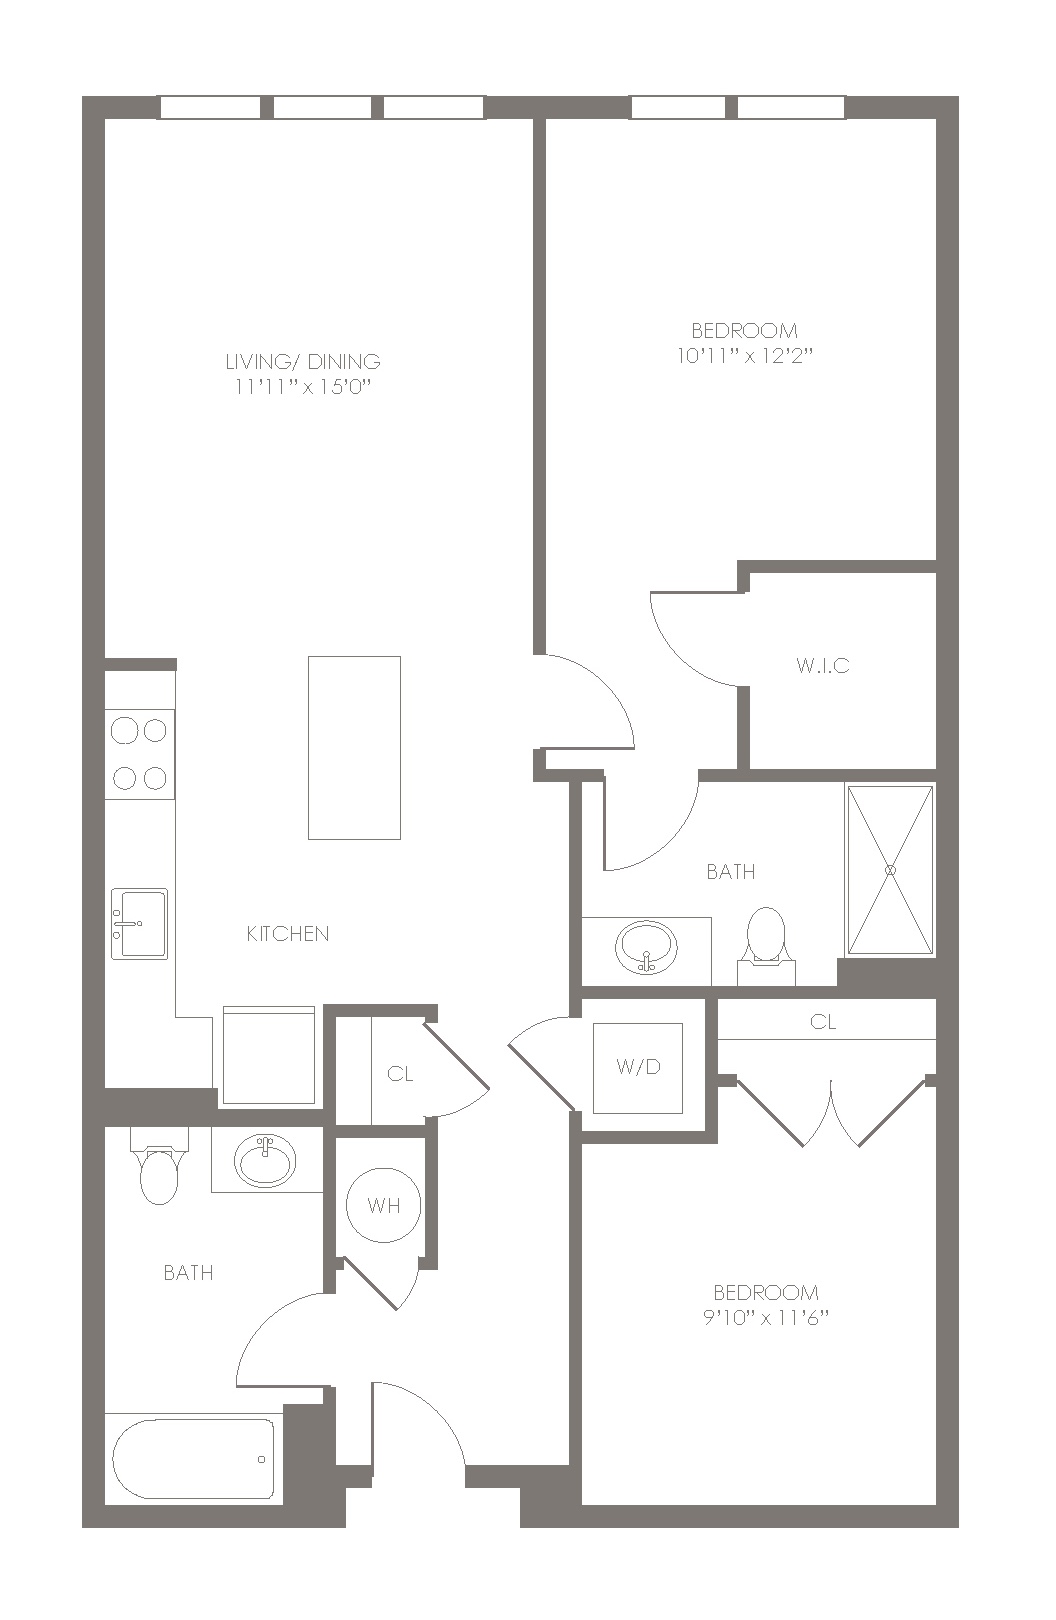 BEDROOM
10'11" x 12'2"
LIVING/ DINING
11'11" x 15'0"
W.I.C
BATH
KITCHEN
CL
W/D
CL
WH
BATH
BEDROOM
9'10" x 11'6"